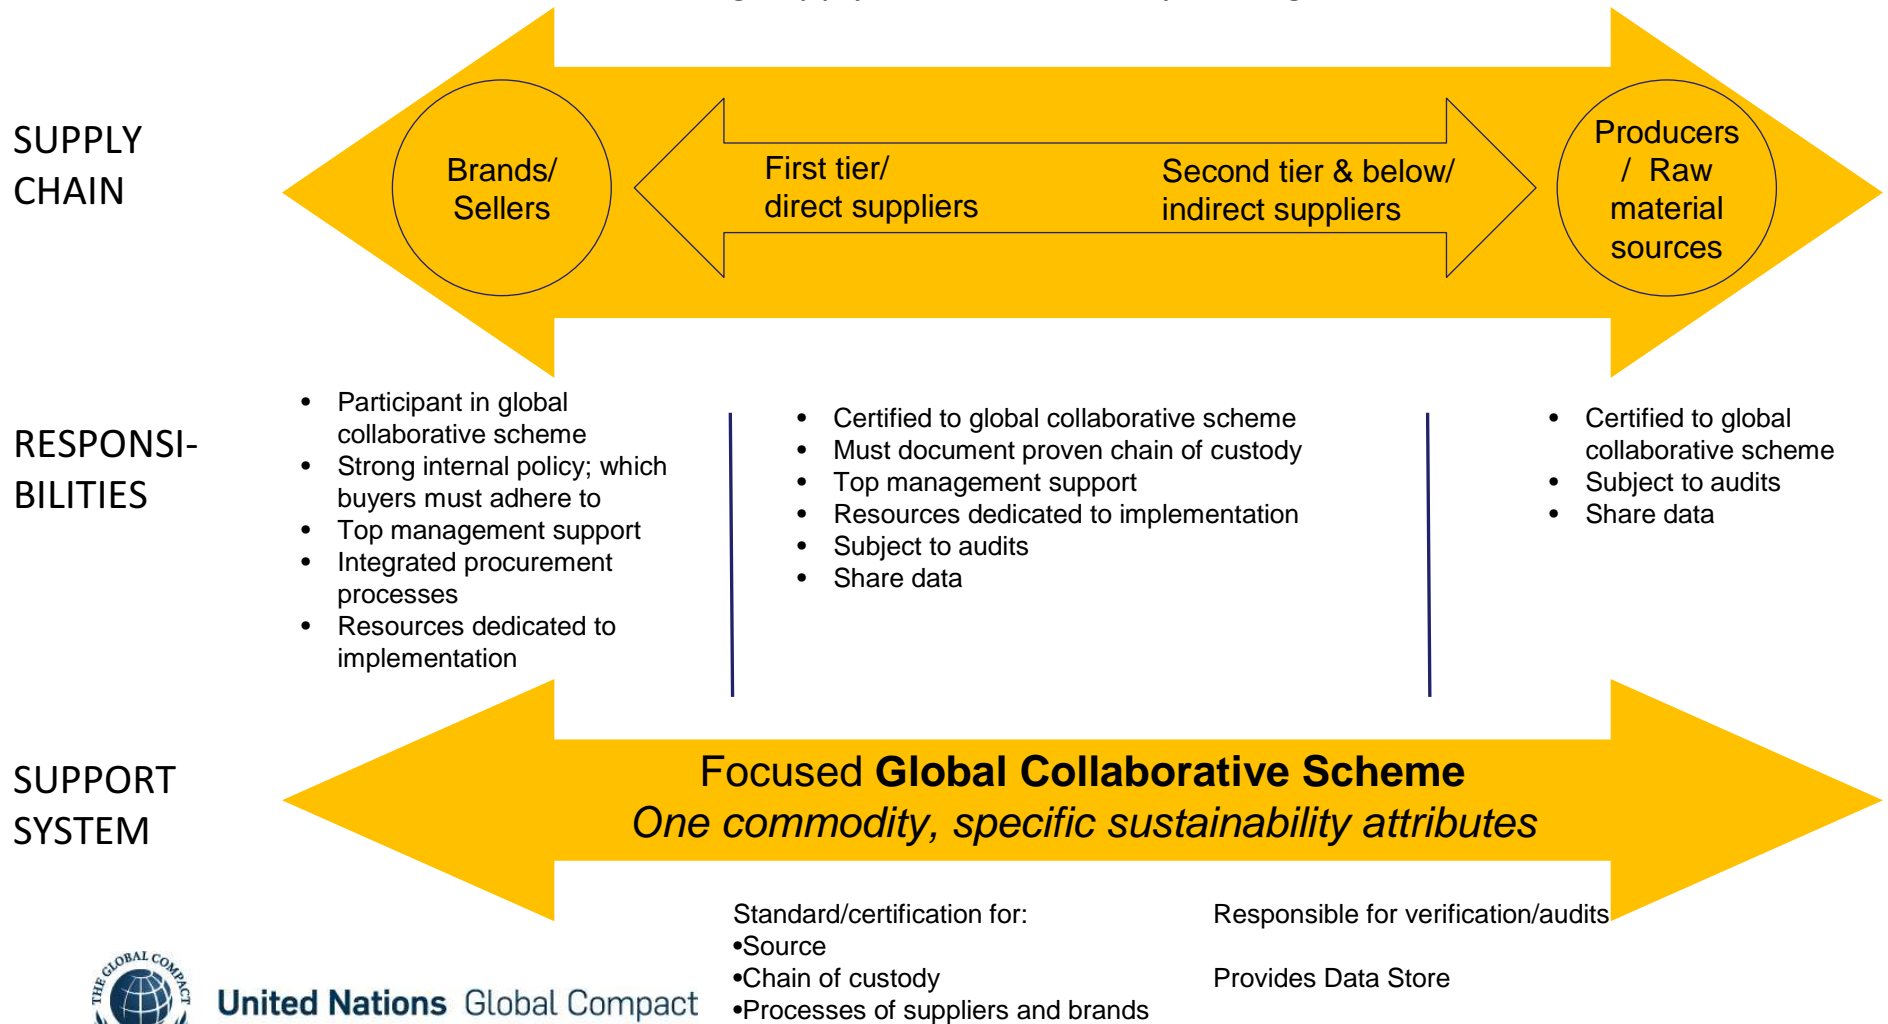 SUPPLY
CHAIN
Brands/
Sellers
First tier/
direct suppliers
Second tier & below/
indirect suppliers
Producers
/ Raw
material
sources
RESPONSI-
BILITIES
• Participant in global
collaborative scheme
• Strong internal policy; which
buyers must adhere to
• Top management support
• Integrated procurement
processes
• Resources dedicated to
implementation
• Certified to global collaborative scheme
• Must document proven chain of custody
• Top management support
• Resources dedicated to implementation
• Subject to audits
• Share data
• Certified to global
collaborative scheme
• Subject to audits
• Share data
SUPPORT
SYSTEM
Focused Global Collaborative Scheme
One commodity, specific sustainability attributes
Standard/certification for:
•Source
•Chain of custody
•Processes of suppliers and brands
Responsible for verification/audits
Provides Data Store
THE GLOBAL COMPACT
United Nations Global Compact